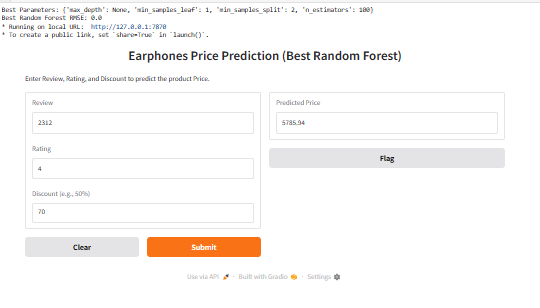 Best Parameters: {'max_depth': None, 'min_samples_leaf': 1, 'min_samples_split': 2, 'n_estimators': 100}
Best Random Forest RMSE: 0.0
* Running on local URL:  http://127.0.0.1:7870
* To create a public link, set `share=True` in `launch()`.
Earphones Price Prediction (Best Random Forest)
Enter Review, Rating, and Discount to predict the product Price.
Review
2312
Rating
4
Discount (e.g., 50%)
70
Clear
Submit
Predicted Price
5785.94
Flag
Use via API · Built with Gradio · Settings